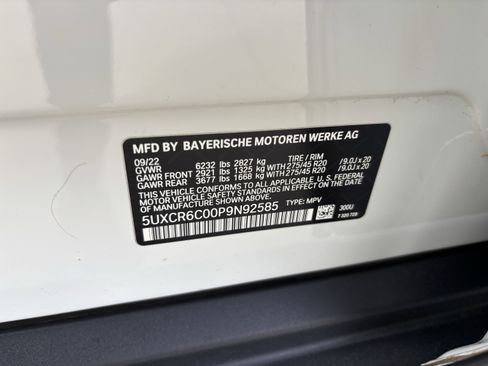 MFD BY BAYERISCHE MOTOREN WERKE AG
09/22 TIRE / RIM
GVWR 6232 lbs 2827 kg
GAWR FRONT 2921 lbs 1325 kg WITH 275/45 R20 /9.0J x 20
GAWR REAR 3677 lbs 1668 kg WITH 275/45 R20 /9.0J x 20
THIS VEHICLE CONFORMS TO ALL APPLICABLE U.S. FEDERAL
MOTOR VEHICLE SAFETY STANDARDS IN EFFECT ON THE DATE
OF MANUFACTURE SHOWN ABOVE.
5UXCR6C00P9N92585 TYPE: MPV 300U